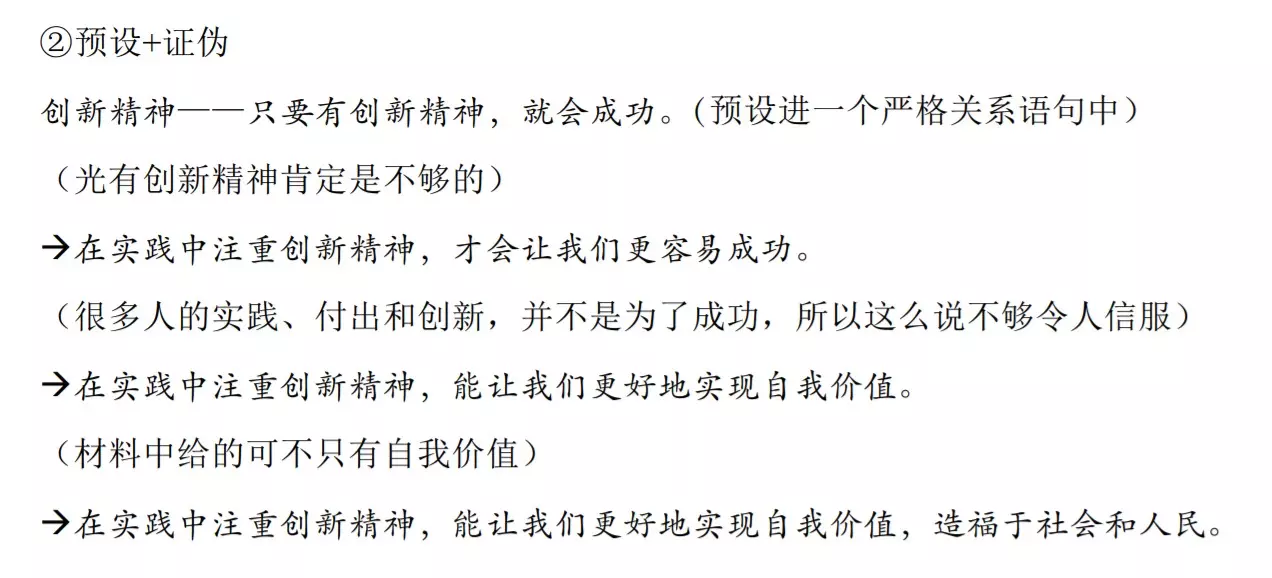 ②预设+证伪
创新精神——只要有创新精神，就会成功。(预设进一个严格关系语句中）
（光有创新精神肯定是不够的）
→在实践中注重创新精神，才会让我们更容易成功。
（很多人的实践、付出和创新，并不是为了成功，所以这么说不够令人信服）
→在实践中注重创新精神，能让我们更好地实现自我价值。
（材料中给的可不只有自我价值）
→在实践中注重创新精神，能让我们更好地实现自我价值，造福于社会和人民。